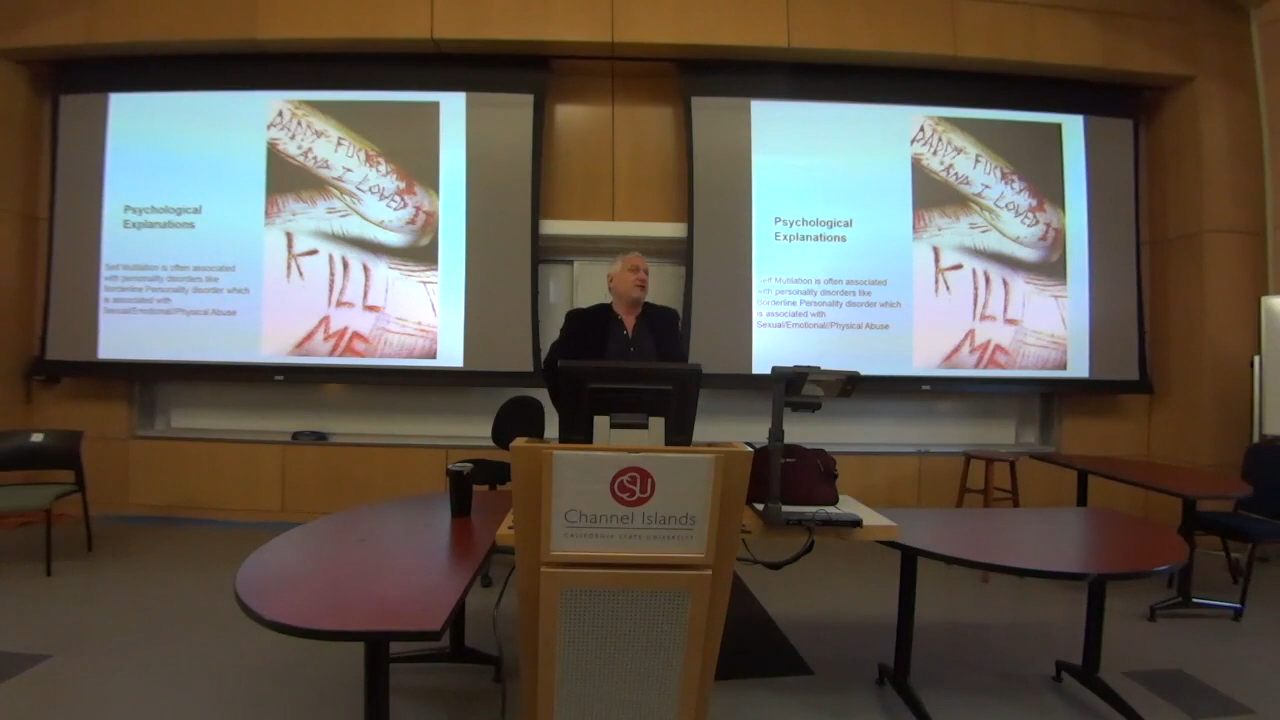 Psychological
Explanations
Self Mutilation is often associated
with personality disorders like
Borderline Personality disorder which
is associated with
Sexual/Emotional//Physical Abuse
DADDY
AND I LOVED IT
KILL
ME
Psychological
Explanations
Self Mutilation is often associated
with personality disorders like
Borderline Personality disorder which
is associated with
Sexual/Emotional//Physical Abuse
DADDY
AND I LOVED IT
KILL
ME
CSU
Channel Islands
CALIFORNIA STATE UNIVERSITY